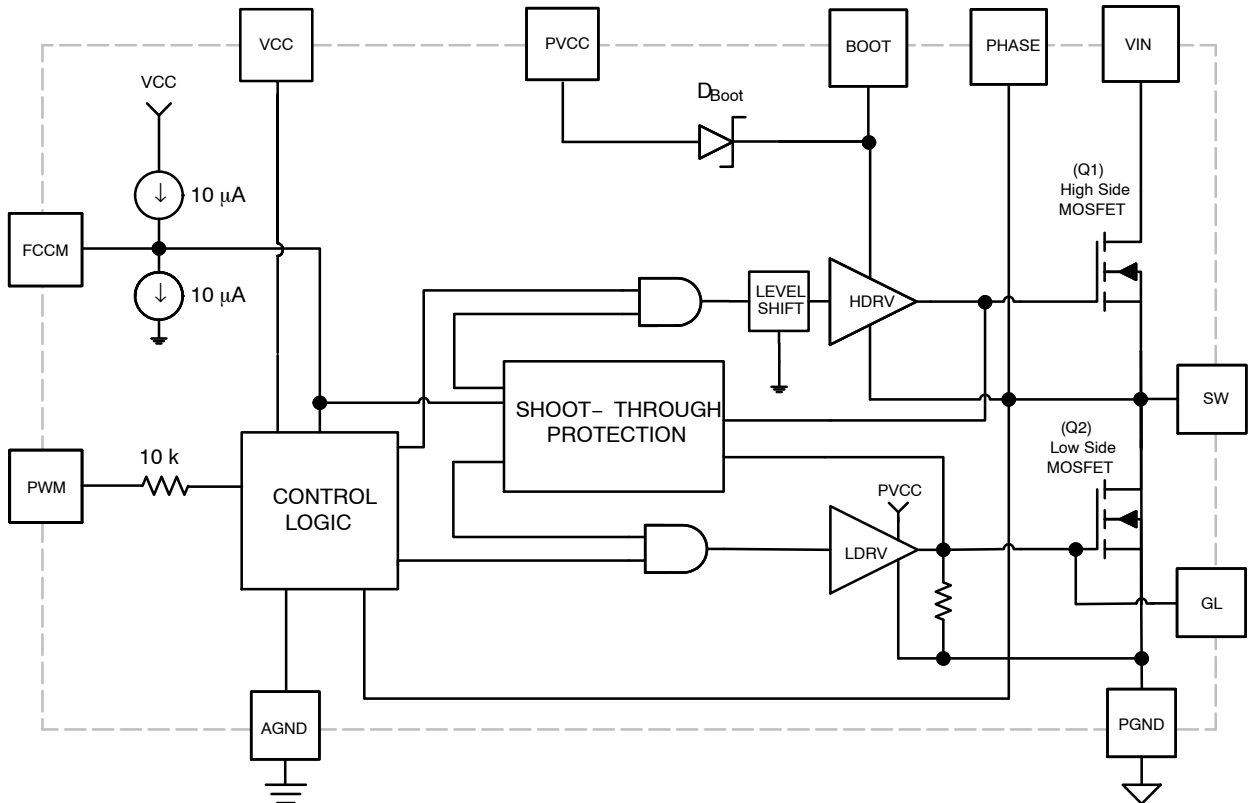 VCC
PVCC
BOOT
PHASE
VIN
VCC
DBoot
10 μA
(Q1)
High Side
MOSFET
FCCM
10 μA
LEVEL
SHIFT
HDRV
SHOOT− THROUGH
PROTECTION
SW
(Q2)
Low Side
MOSFET
10 k
PWM
CONTROL
LOGIC
PVCC
LDRV
GL
AGND
PGND